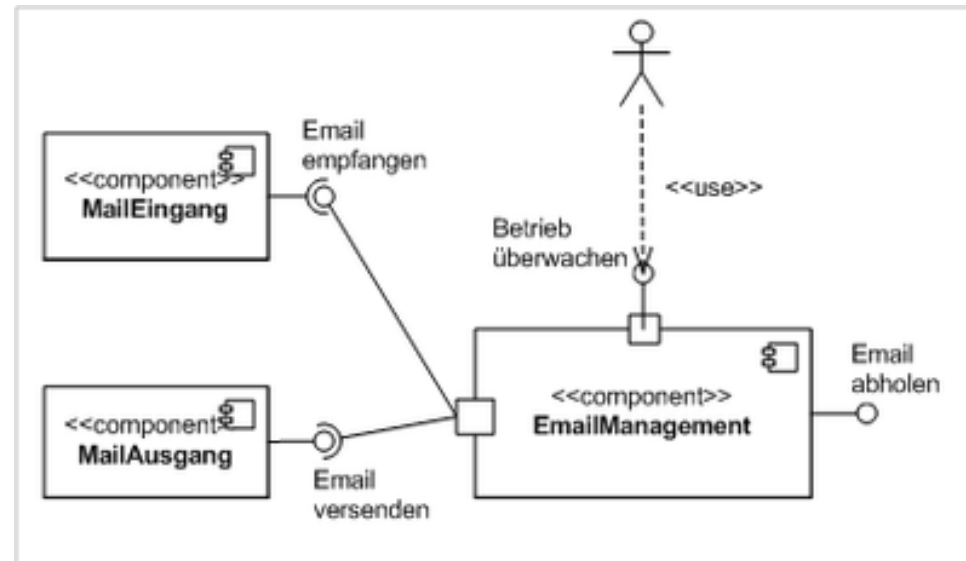 Email
empfangen
<<component>>
MailEingang
<<use>>
Betrieb
überwachen
<<component>>
EmailManagement
Email
abholen
<<component>>
MailAusgang
Email
versenden